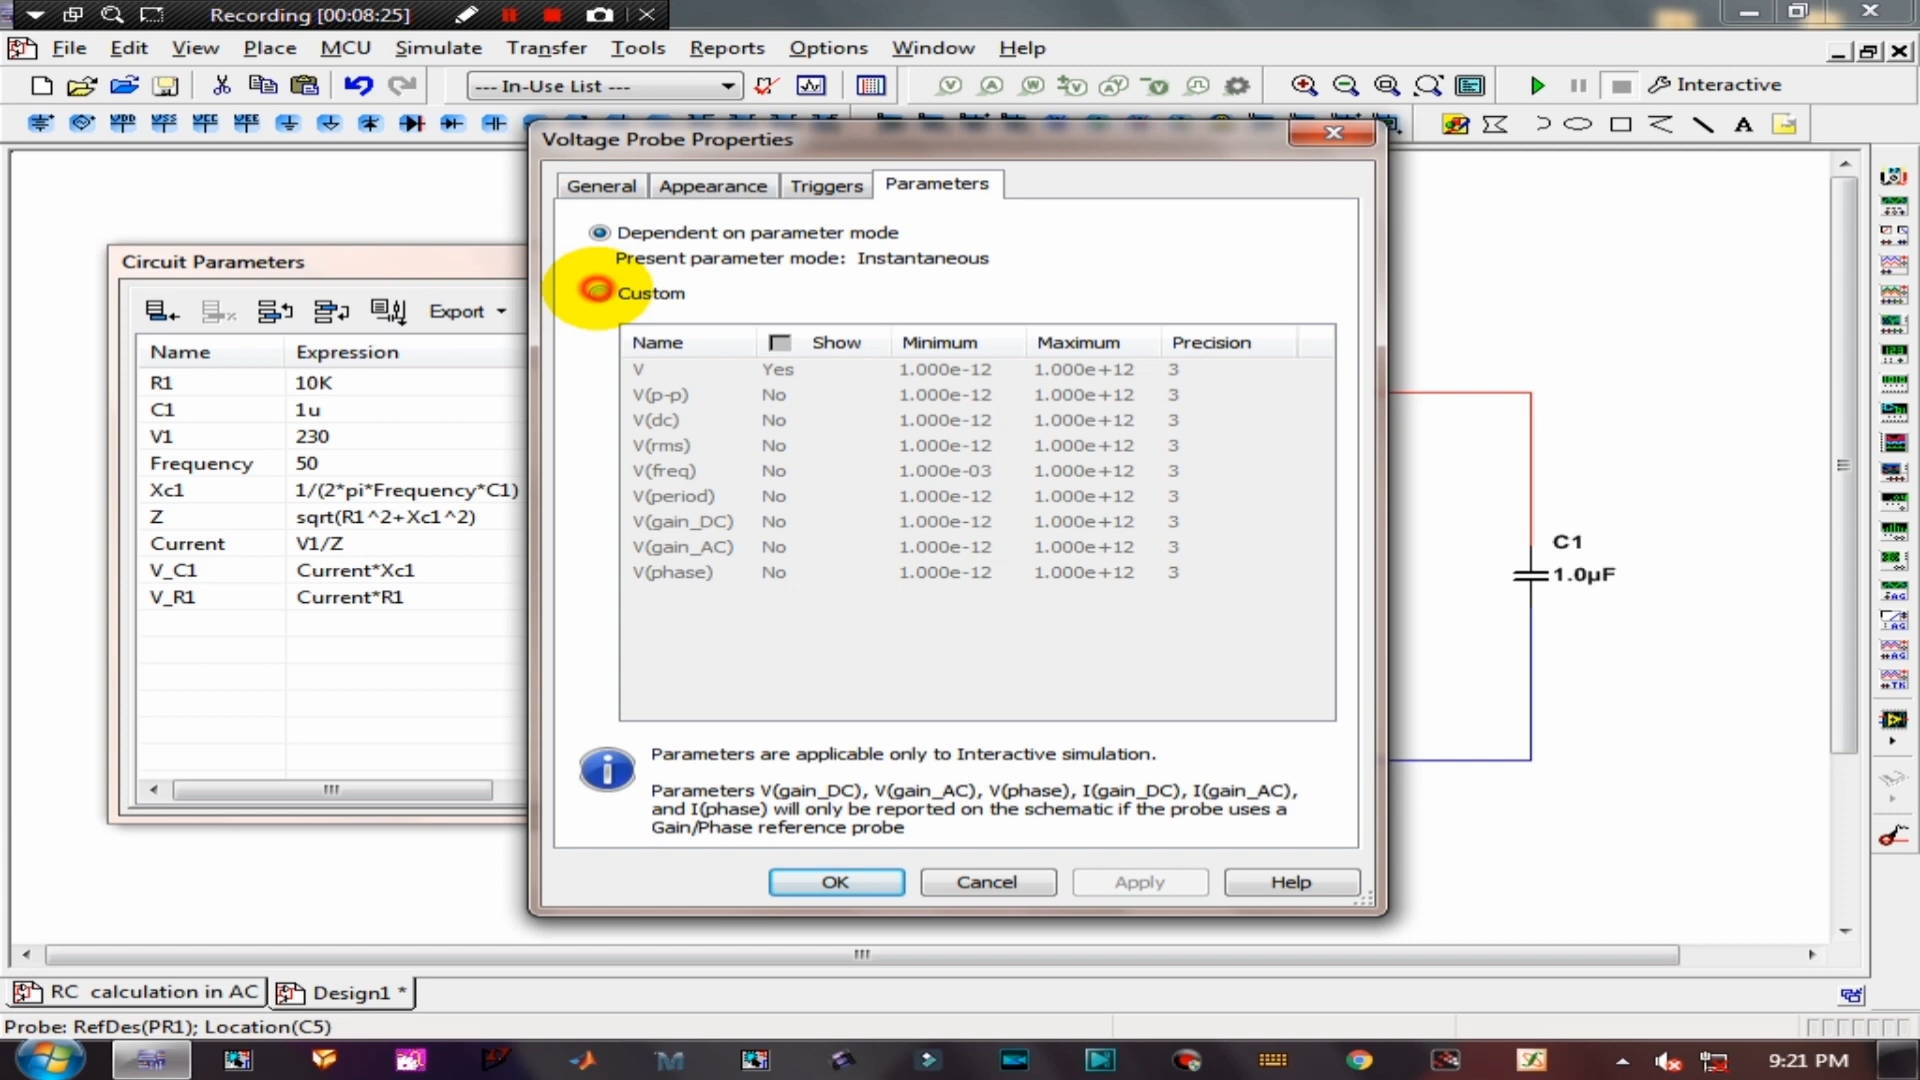 Recording [00:08:25]
File Edit View Place MCU Simulate Transfer Tools Reports Options Window Help
--- In-Use List ---
Interactive
Voltage Probe Properties
General Appearance Triggers Parameters
Dependent on parameter mode
Present parameter mode: Instantaneous
Custom
Name Show Minimum Maximum Precision
V Yes 1.000e-12 1.000e+12 3
V(p-p) No 1.000e-12 1.000e+12 3
V(dc) No 1.000e-12 1.000e+12 3
V(rms) No 1.000e-12 1.000e+12 3
V(freq) No 1.000e-03 1.000e+12 3
V(period) No 1.000e-12 1.000e+12 3
V(gain_DC) No 1.000e-12 1.000e+12 3
V(gain_AC) No 1.000e-12 1.000e+12 3
V(phase) No 1.000e-12 1.000e+12 3
Parameters are applicable only to Interactive simulation.
Parameters V(gain_DC), V(gain_AC), V(phase), I(gain_DC), I(gain_AC),
and I(phase) will only be reported on the schematic if the probe uses a
Gain/Phase reference probe
OK Cancel Apply Help
Circuit Parameters
Export
Name Expression
R1 10K
C1 1u
V1 230
Frequency 50
Xc1 1/(2*pi*Frequency*C1)
Z sqrt(R1^2+Xc1^2)
Current V1/Z
V_C1 Current*Xc1
V_R1 Current*R1
C1
1.0µF
RC calculation in AC Design1 *
Probe: RefDes(PR1); Location(C5)
9:21 PM